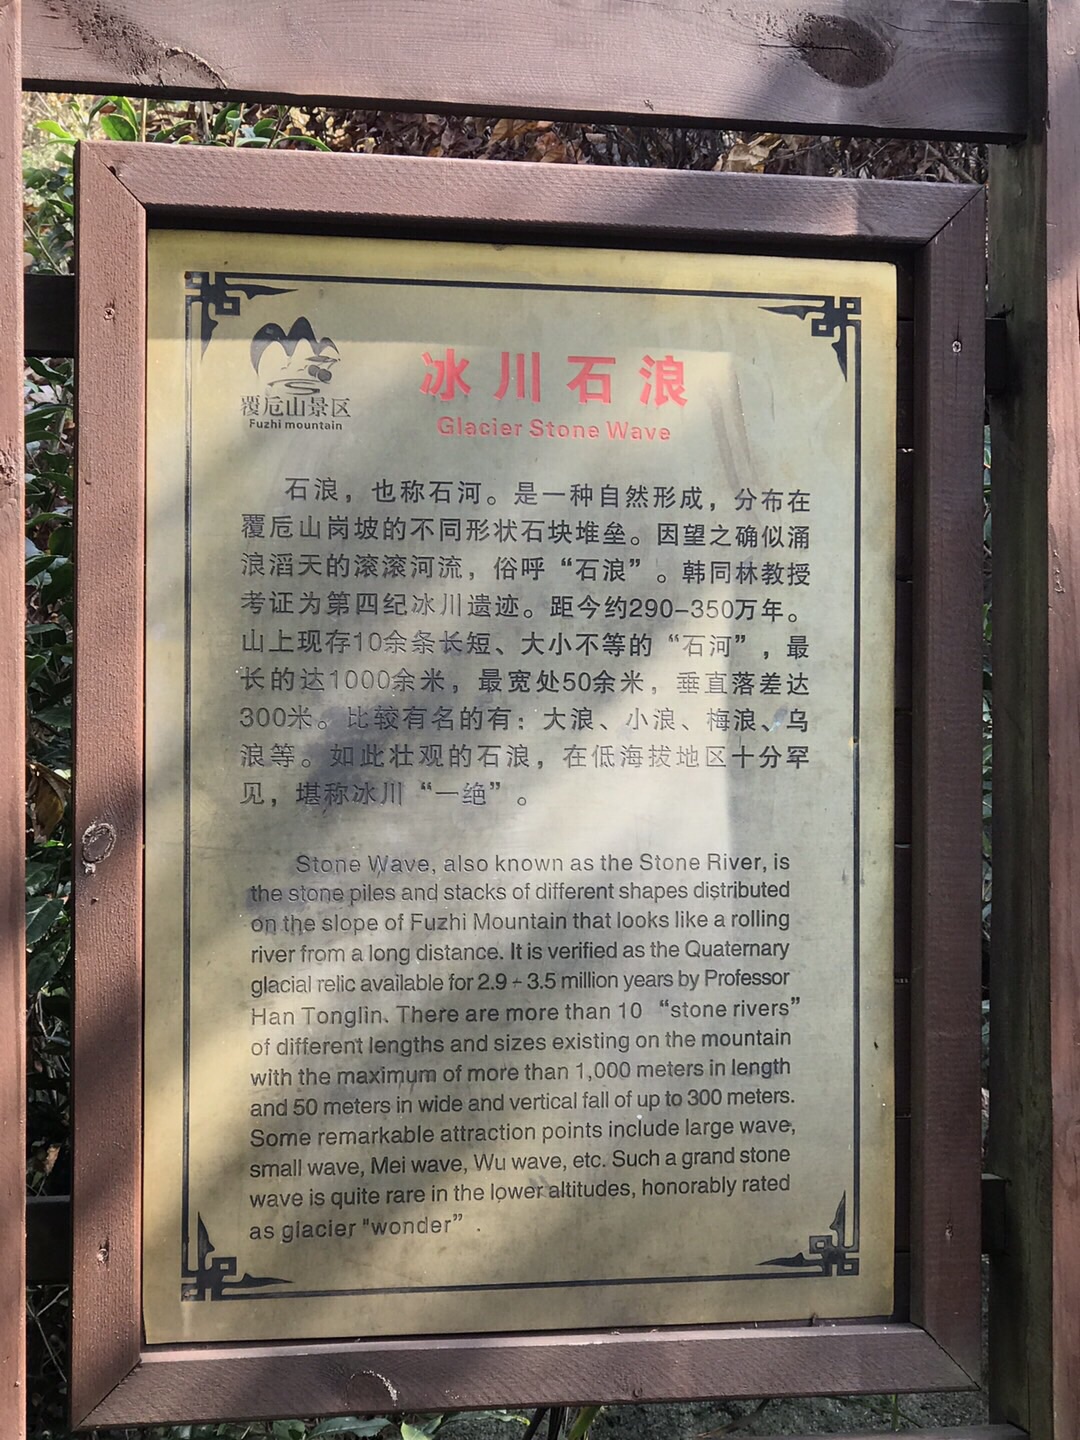 冰川石浪
Glacier Stone Wave
覆卮山景区
Fuzhi mountain
石浪，也称石河。是一种自然形成，分布在
覆卮山岗坡的不同形状石块堆垒。因望之确似涌
浪滔天的滚滚河流，俗呼“石浪”。韩同林教授
考证为第四纪冰川遗迹。距今约290-350万年。
山上现存10余条长短、大小不等的“石河”，最
长的达1000余米，最宽处50余米，垂直落差达
300米。比较有名的有：大浪、小浪、梅浪、乌
浪等。如此壮观的石浪，在低海拔地区十分罕
见，堪称冰川“一绝”。
Stone Wave, also known as the Stone River, is
the stone piles and stacks of different shapes distributed
on the slope of Fuzhi Mountain that looks like a rolling
river from a long distance. It is verified as the Quaternary
glacial relic available for 2.9 - 3.5 million years by Professor
Han Tonglin. There are more than 10 “stone rivers”
of different lengths and sizes existing on the mountain
with the maximum of more than 1,000 meters in length
and 50 meters in wide and vertical fall of up to 300 meters.
Some remarkable attraction points include large wave,
small wave, Mei wave, Wu wave, etc. Such a grand stone
wave is quite rare in the lower altitudes, honorably rated
as glacier "wonder” .